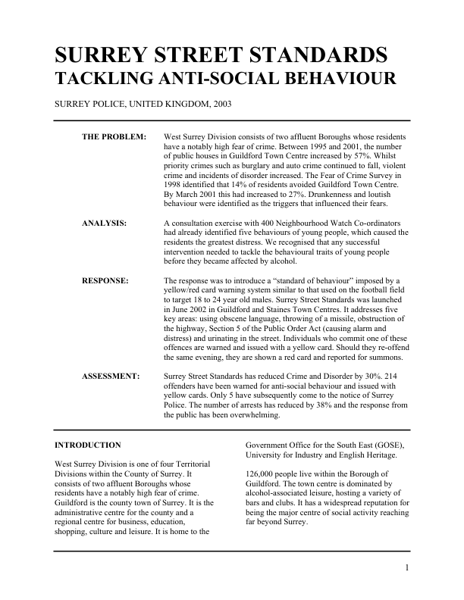 SURREY STREET STANDARDS
TACKLING ANTI-SOCIAL BEHAVIOUR
SURREY POLICE, UNITED KINGDOM, 2003
THE PROBLEM:
West Surrey Division consists of two affluent Boroughs whose residents
have a notably high fear of crime. Between 1995 and 2001, the number
of public houses in Guildford Town Centre increased by 57%. Whilst
priority crimes such as burglary and auto crime continued to fall, violent
crime and incidents of disorder increased. The Fear of Crime Survey in
1998 identified that 14% of residents avoided Guildford Town Centre.
By March 2001 this had increased to 27%. Drunkenness and loutish
behaviour were identified as the triggers that influenced their fears.
ANALYSIS:
A consultation exercise with 400 Neighbourhood Watch Co-ordinators
had already identified five behaviours of young people, which caused the
residents the greatest distress. We recognised that any successful
intervention needed to tackle the behavioural traits of young people
before they became affected by alcohol.
RESPONSE:
The response was to introduce a “standard of behaviour” imposed by a
yellow/red card warning system similar to that used on the football field
to target 18 to 24 year old males. Surrey Street Standards was launched
in June 2002 in Guildford and Staines Town Centres. It addresses five
key areas: using obscene language, throwing of a missile, obstruction of
the highway, Section 5 of the Public Order Act (causing alarm and
distress) and urinating in the street. Individuals who commit one of these
offences are warned and issued with a yellow card. Should they re-offend
the same evening, they are shown a red card and reported for summons.
ASSESSMENT:
Surrey Street Standards has reduced Crime and Disorder by 30%. 214
offenders have been warned for anti-social behaviour and issued with
yellow cards. Only 5 have subsequently come to the notice of Surrey
Police. The number of arrests has reduced by 38% and the response from
the public has been overwhelming.
INTRODUCTION
West Surrey Division is one of four Territorial
Divisions within the County of Surrey. It
consists of two affluent Boroughs whose
residents have a notably high fear of crime.
Guildford is the county town of Surrey. It is the
administrative centre for the county and a
regional centre for business, education,
shopping, culture and leisure. It is home to the
Government Office for the South East (GOSE),
University for Industry and English Heritage.
126,000 people live within the Borough of
Guildford. The town centre is dominated by
alcohol-associated leisure, hosting a variety of
bars and clubs. It has a widespread reputation for
being the major centre of social activity reaching
far beyond Surrey.
1